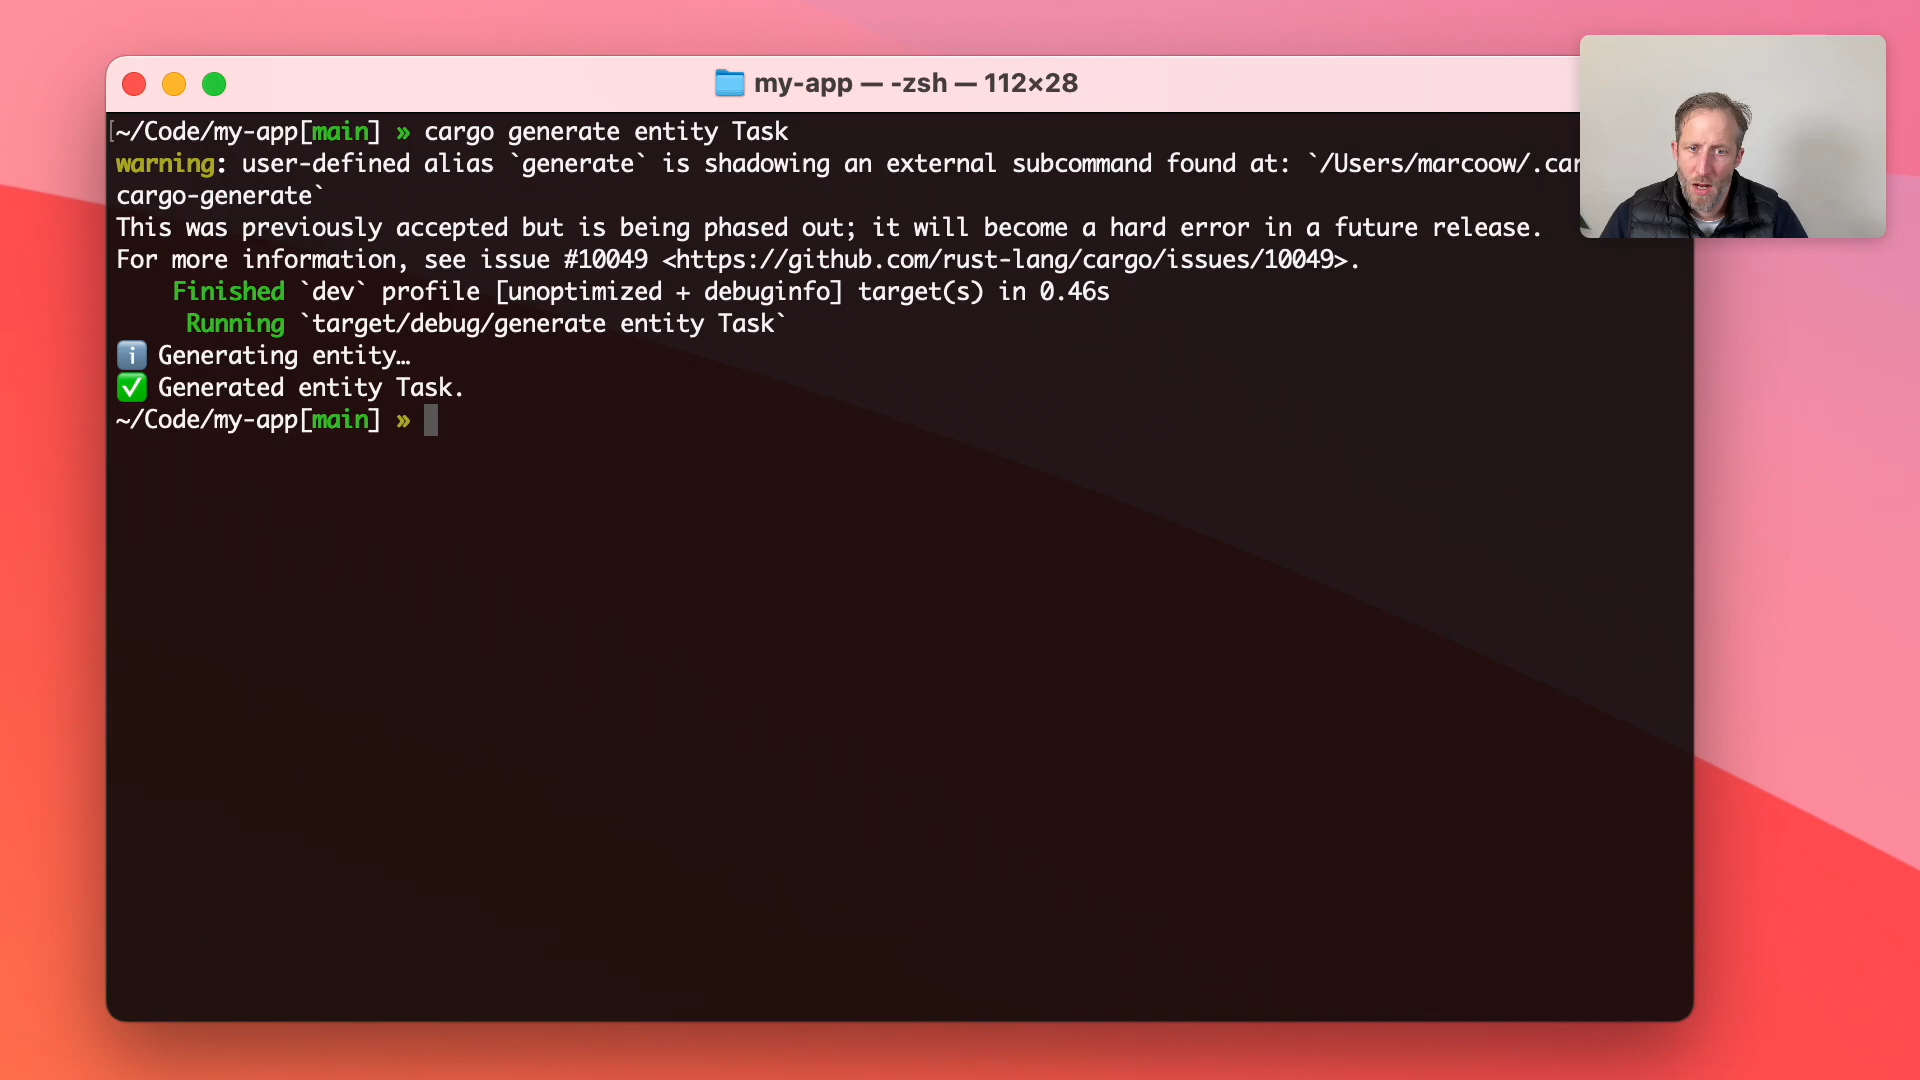 my-app — -zsh — 112×28
[~/Code/my-app[main] » cargo generate entity Task
warning: user-defined alias `generate` is shadowing an external subcommand found at: `/Users/marcoow/.car
cargo-generate`
This was previously accepted but is being phased out; it will become a hard error in a future release.
For more information, see issue #10049 <https://github.com/rust-lang/cargo/issues/10049>.
Finished `dev` profile [unoptimized + debuginfo] target(s) in 0.46s
Running `target/debug/generate entity Task`
ℹ️ Generating entity…
✅ Generated entity Task.
~/Code/my-app[main] »